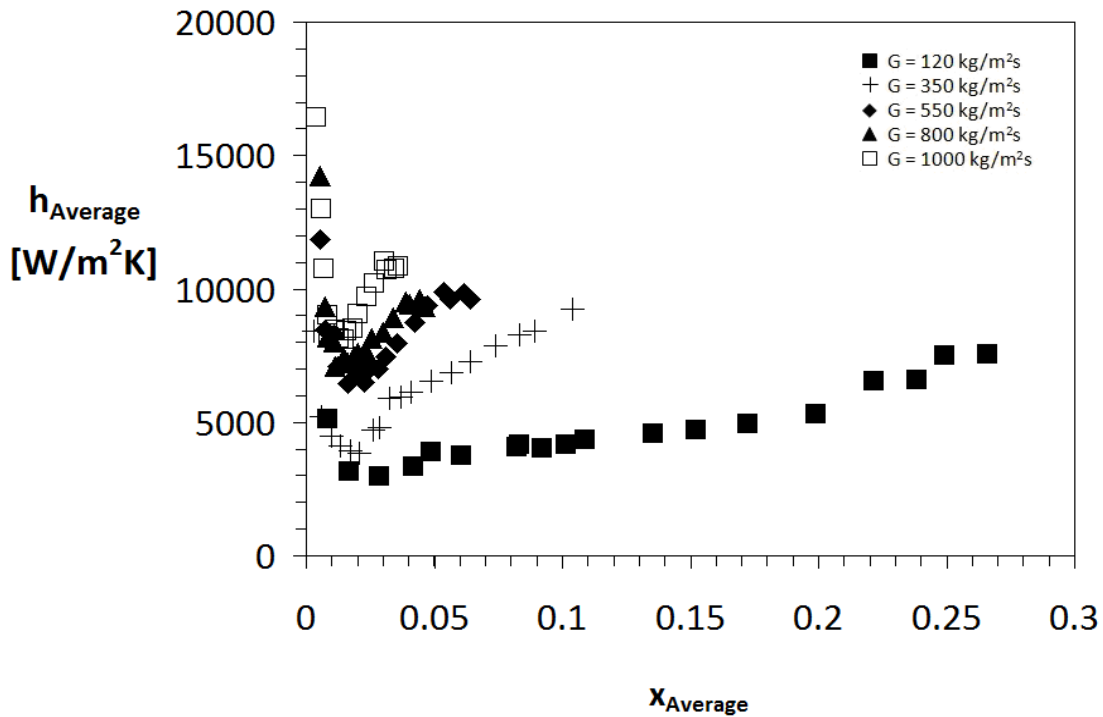 20000
15000
10000
5000
0
h_Average
[W/m²K]
G = 120 kg/m²s
G = 350 kg/m²s
G = 550 kg/m²s
G = 800 kg/m²s
G = 1000 kg/m²s
0 0.05 0.1 0.15 0.2 0.25 0.3
x_Average